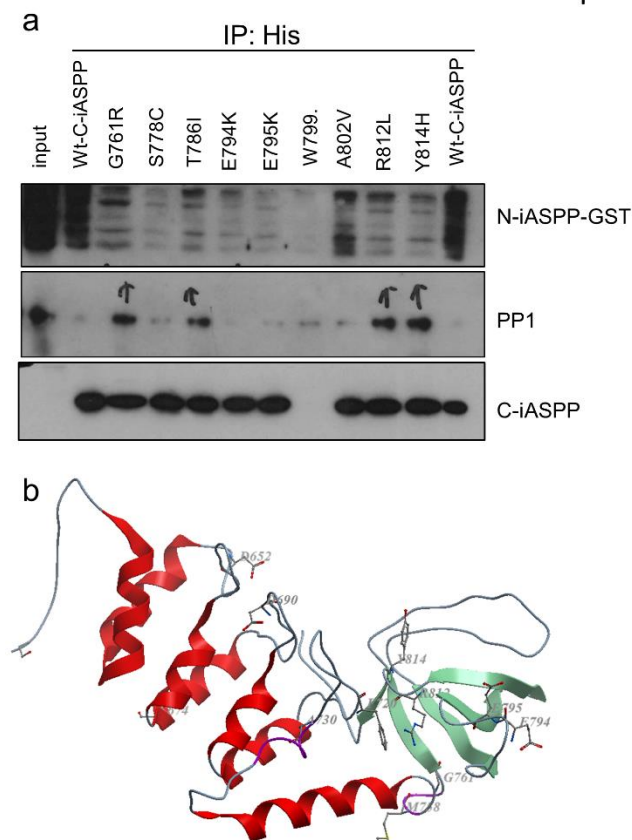 a
IP: His
input
Wt-C-iASPP
G761R
S778C
T786I
E794K
E795K
W799.
A802V
R812L
Y814H
Wt-C-iASPP
N-iASPP-GST
PP1
C-iASPP
b
D652
Y814
R812
E795
E794
G761